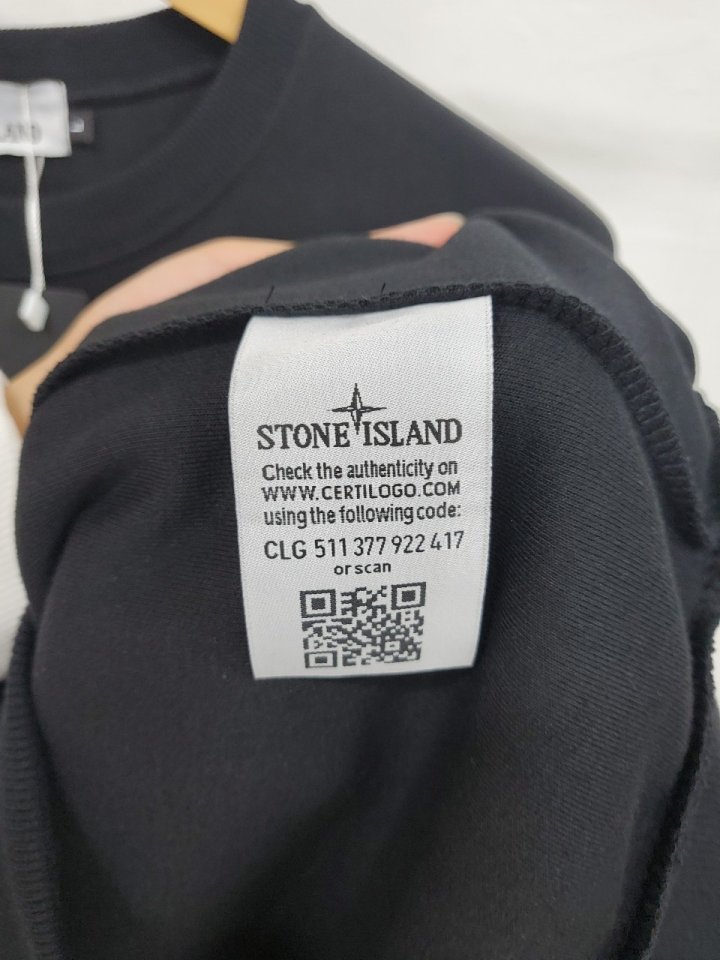 STONE ISLAND
Check the authenticity on
WWW.CERTILOGO.COM
using the following code:
CLG 511 377 922 417
or scan
L